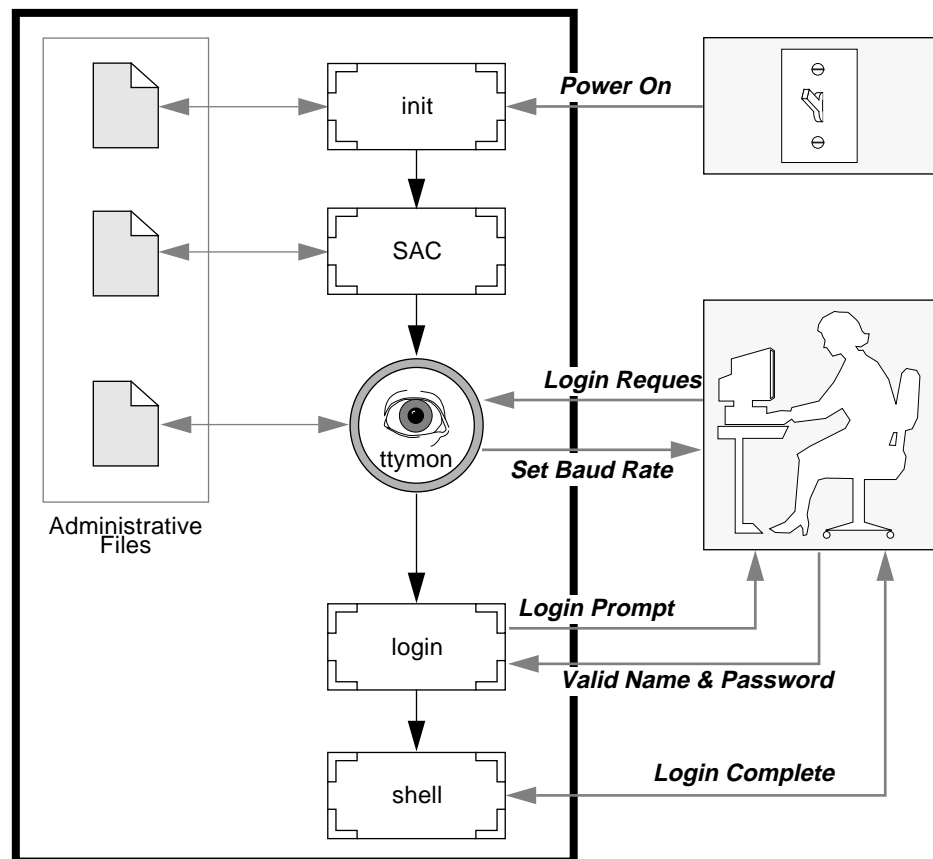 Power On
init
SAC
Login Reques
ttymon
Set Baud Rate
Administrative
Files
Login Prompt
login
Valid Name & Password
Login Complete
shell